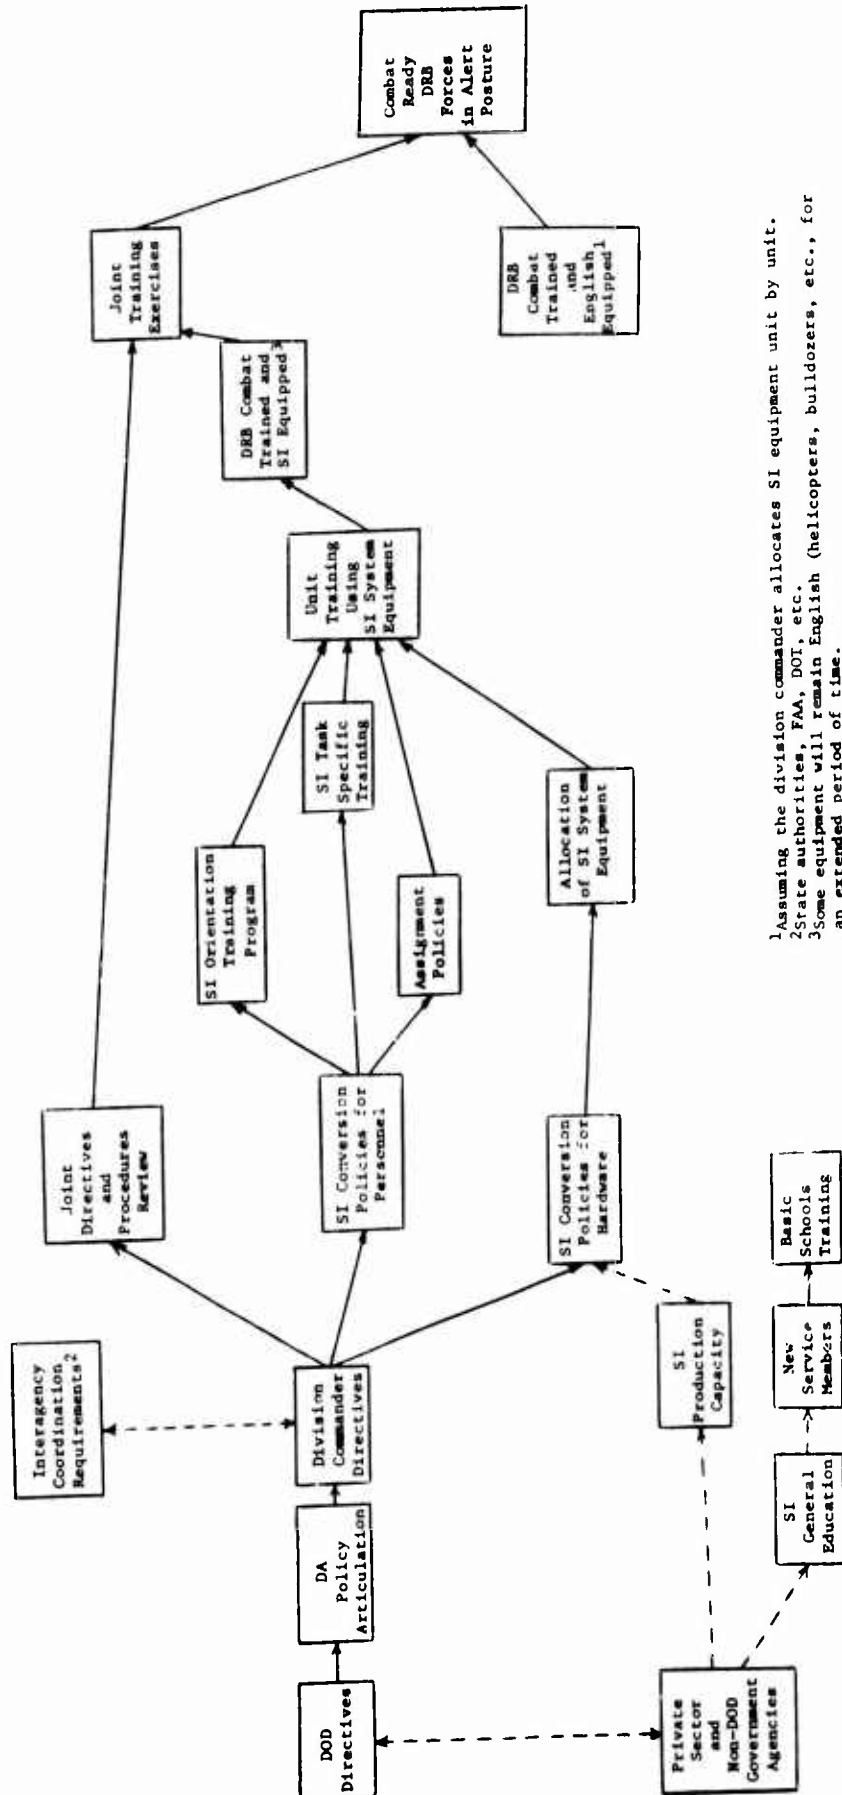 DOD
Directives
DA
Policy
Articulation
Interagency
Coordination
Requirements2
Division
Commander
Directives
Joint
Directives
and
Procedures
Review
SI Conversion
Policies for
Personnel
SI Conversion
Policies for
Hardware
SI Orientation
Training
Program
SI Task
Specific
Training
Assignment
Policies
Allocation
of SI System
Equipment
Unit
Training
Using
SI System
Equipment
DRB Combat
Trained and
SI Equipped3
Joint
Training
Exercises
DRB
Combat
Trained
and
English
Equipped1
Combat
Ready
DRB
Forces
in Alert
Posture
Private
Sector
and
Non-DOD
Government
Agencies
SI
Production
Capacity
SI
General
Education
New
Service
Members
Basic
Schools
Training
1Assuming the division commander allocates SI equipment unit by unit.
2State authorities, FAA, DOT, etc.
3Some equipment will remain English (helicopters, bulldozers, etc., for
an extended period of time.